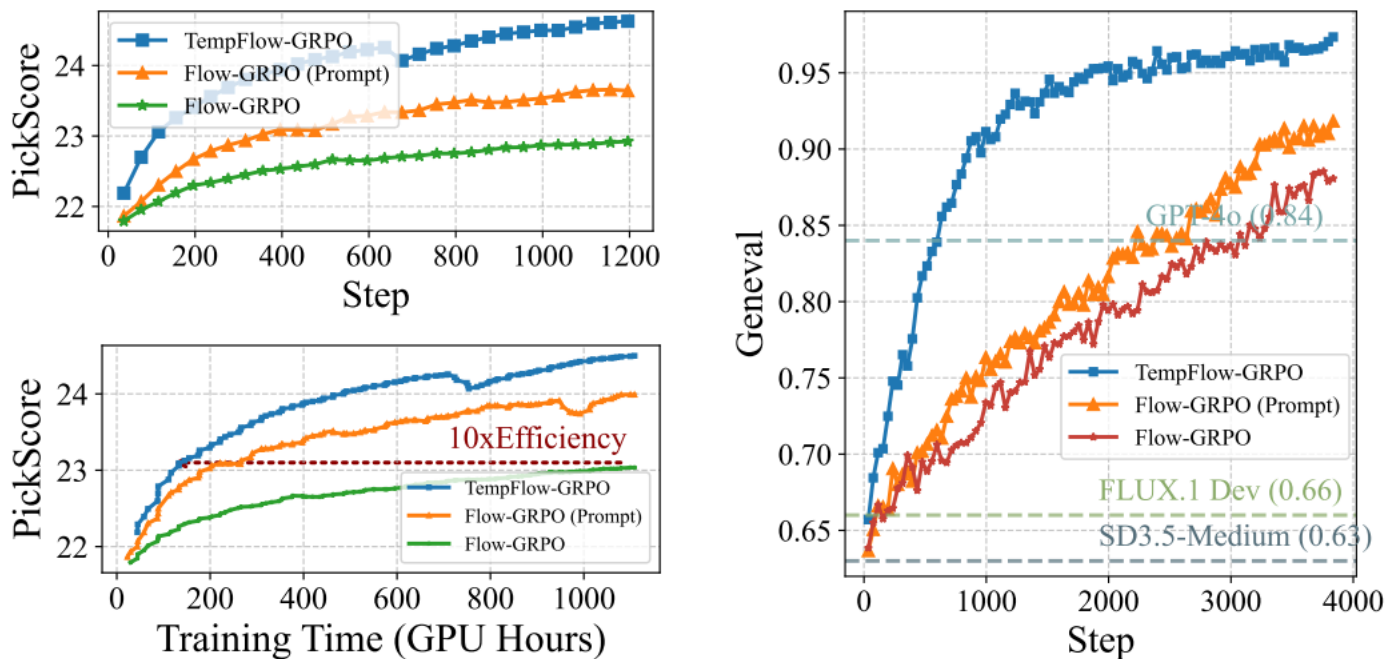 PickScore
24
23
22
TempFlow-GRPO
Flow-GRPO (Prompt)
Flow-GRPO
0 200 400 600 800 1000 1200
Step
PickScore
24
23
22
10xEfficiency
TempFlow-GRPO
Flow-GRPO (Prompt)
Flow-GRPO
0 200 400 600 800 1000
Training Time (GPU Hours)
Geneval
0.95
0.90
0.85
0.80
0.75
0.70
0.65
GPT-4o (0.84)
TempFlow-GRPO
Flow-GRPO (Prompt)
Flow-GRPO
FLUX.1 Dev (0.66)
SD3.5-Medium (0.63)
0 1000 2000 3000 4000
Step